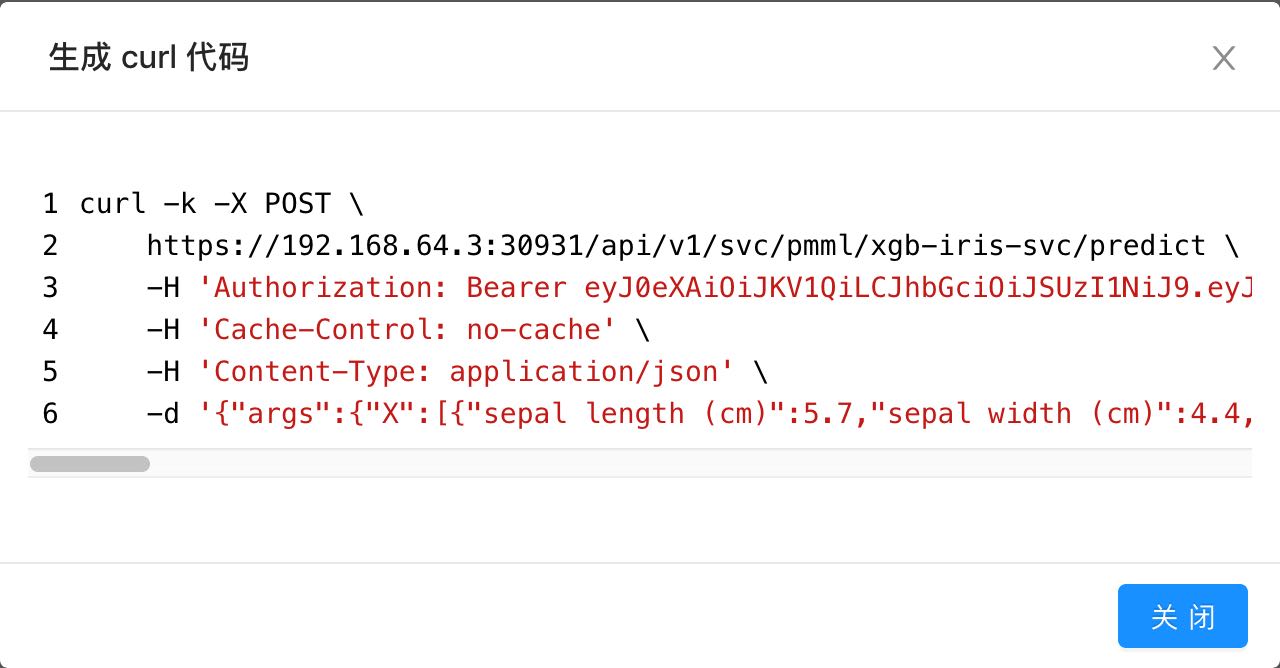 生成 curl 代码
1 curl -k -X POST \
2 https://192.168.64.3:30931/api/v1/svc/pmml/xgb-iris-svc/predict \
3 -H 'Authorization: Bearer eyJ0eXAiOiJKV1QiLCJhbGciOiJSUzI1NiJ9.eyJ
4 -H 'Cache-Control: no-cache' \
5 -H 'Content-Type: application/json' \
6 -d '{"args":{"X":[{"sepal length (cm)":5.7,"sepal width (cm)":4.4,
关 闭